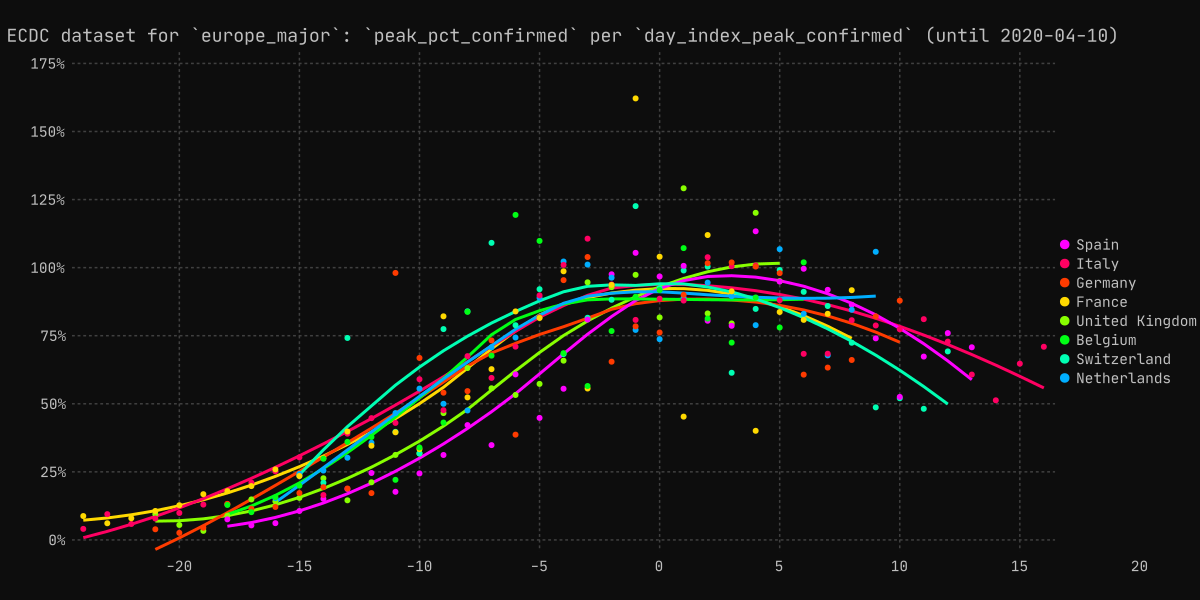 ECDC dataset for `europe_major`: `peak_pct_confirmed` per `day_index_peak_confirmed` (until 2020-04-10)
175%
150%
125%
100%
75%
50%
25%
0%
-20 -15 -10 -5 0 5 10 15 20
Spain
Italy
Germany
France
United Kingdom
Belgium
Switzerland
Netherlands